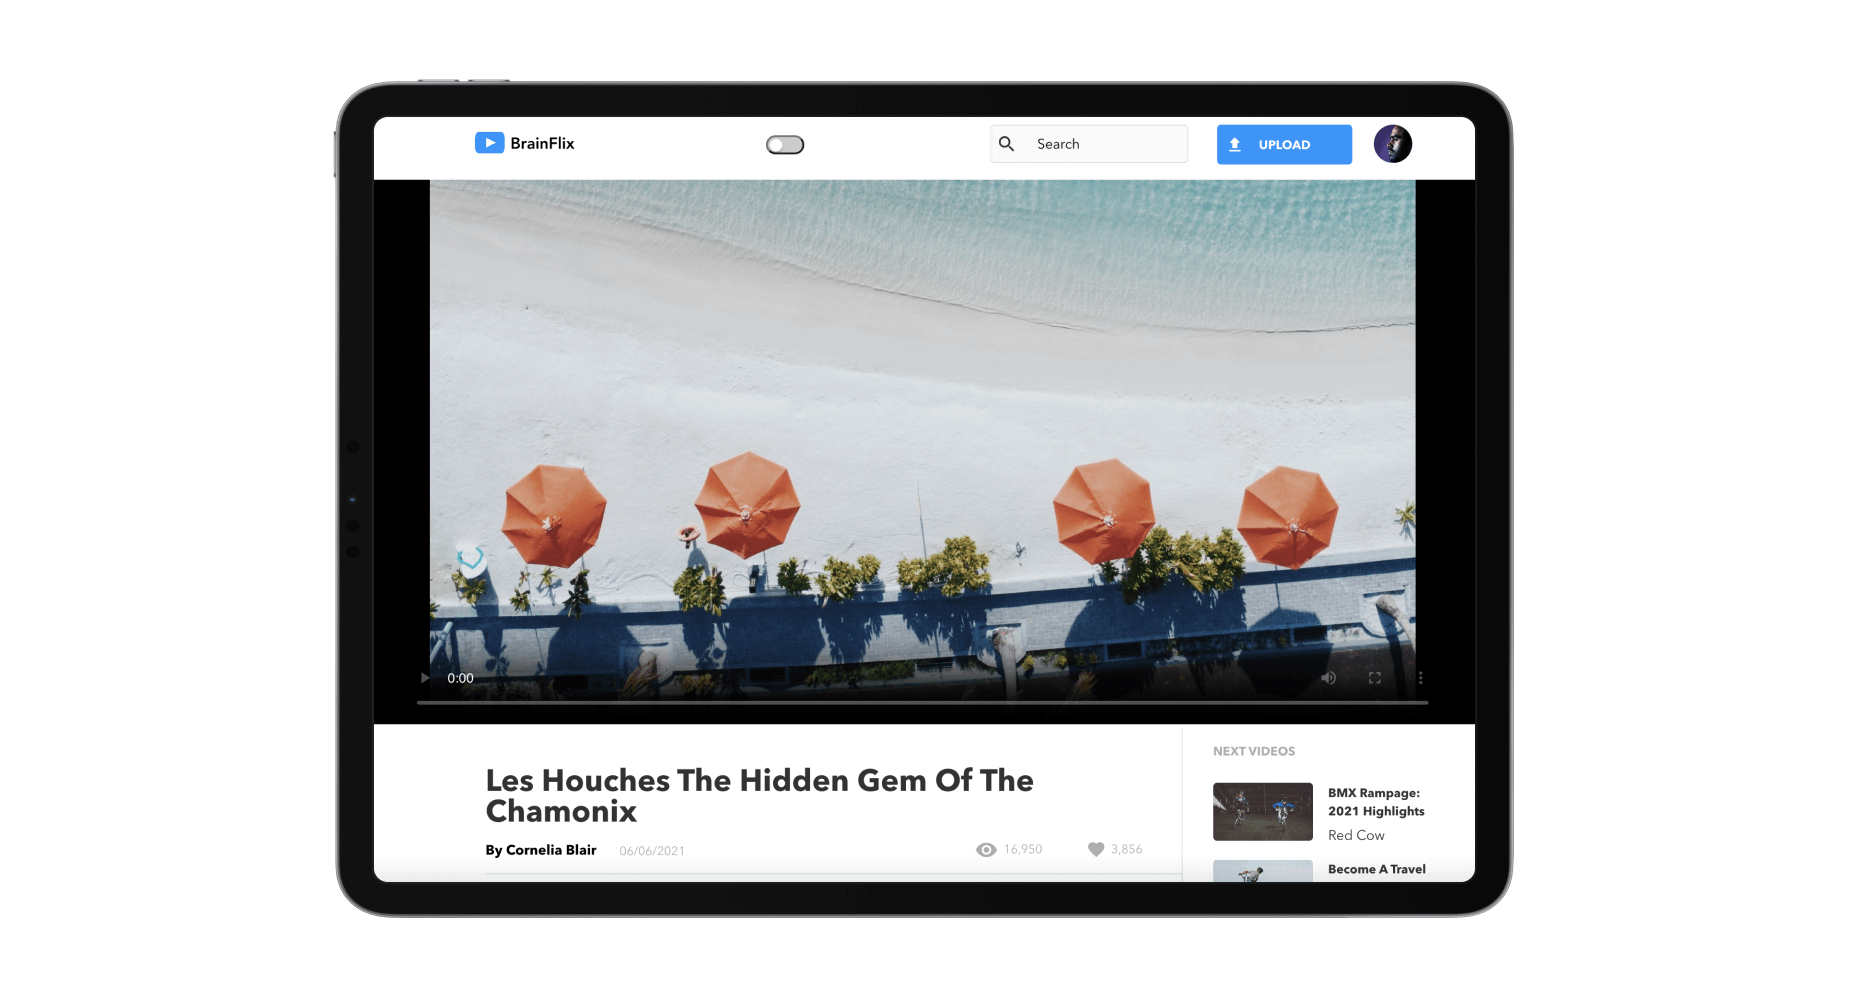 BrainFlix
Search
UPLOAD
0:00
Les Houches The Hidden Gem Of The
Chamonix
By Cornelia Blair 06/06/2021
16,950
3,856
NEXT VIDEOS
BMX Rampage:
2021 Highlights
Red Cow
Become A Travel